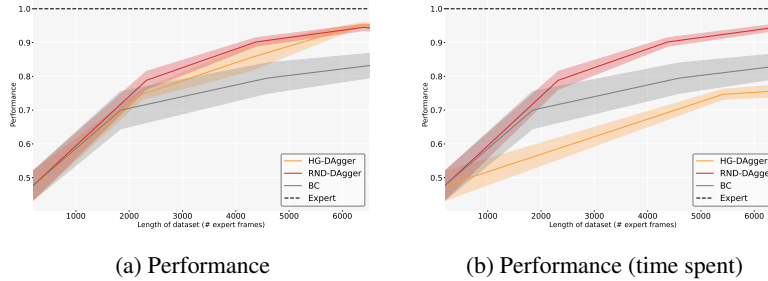 1.0
0.9
0.8
0.7
0.6
0.5
Performance
1000 2000 3000 4000 5000 6000
Length of dataset (# expert frames)
HG-DAgger
RND-DAgger
BC
Expert
(a) Performance
1.0
0.9
0.8
0.7
0.6
0.5
Performance
1000 2000 3000 4000 5000 6000
Length of dataset (# expert frames)
HG-DAgger
RND-DAgger
BC
Expert
(b) Performance (time spent)